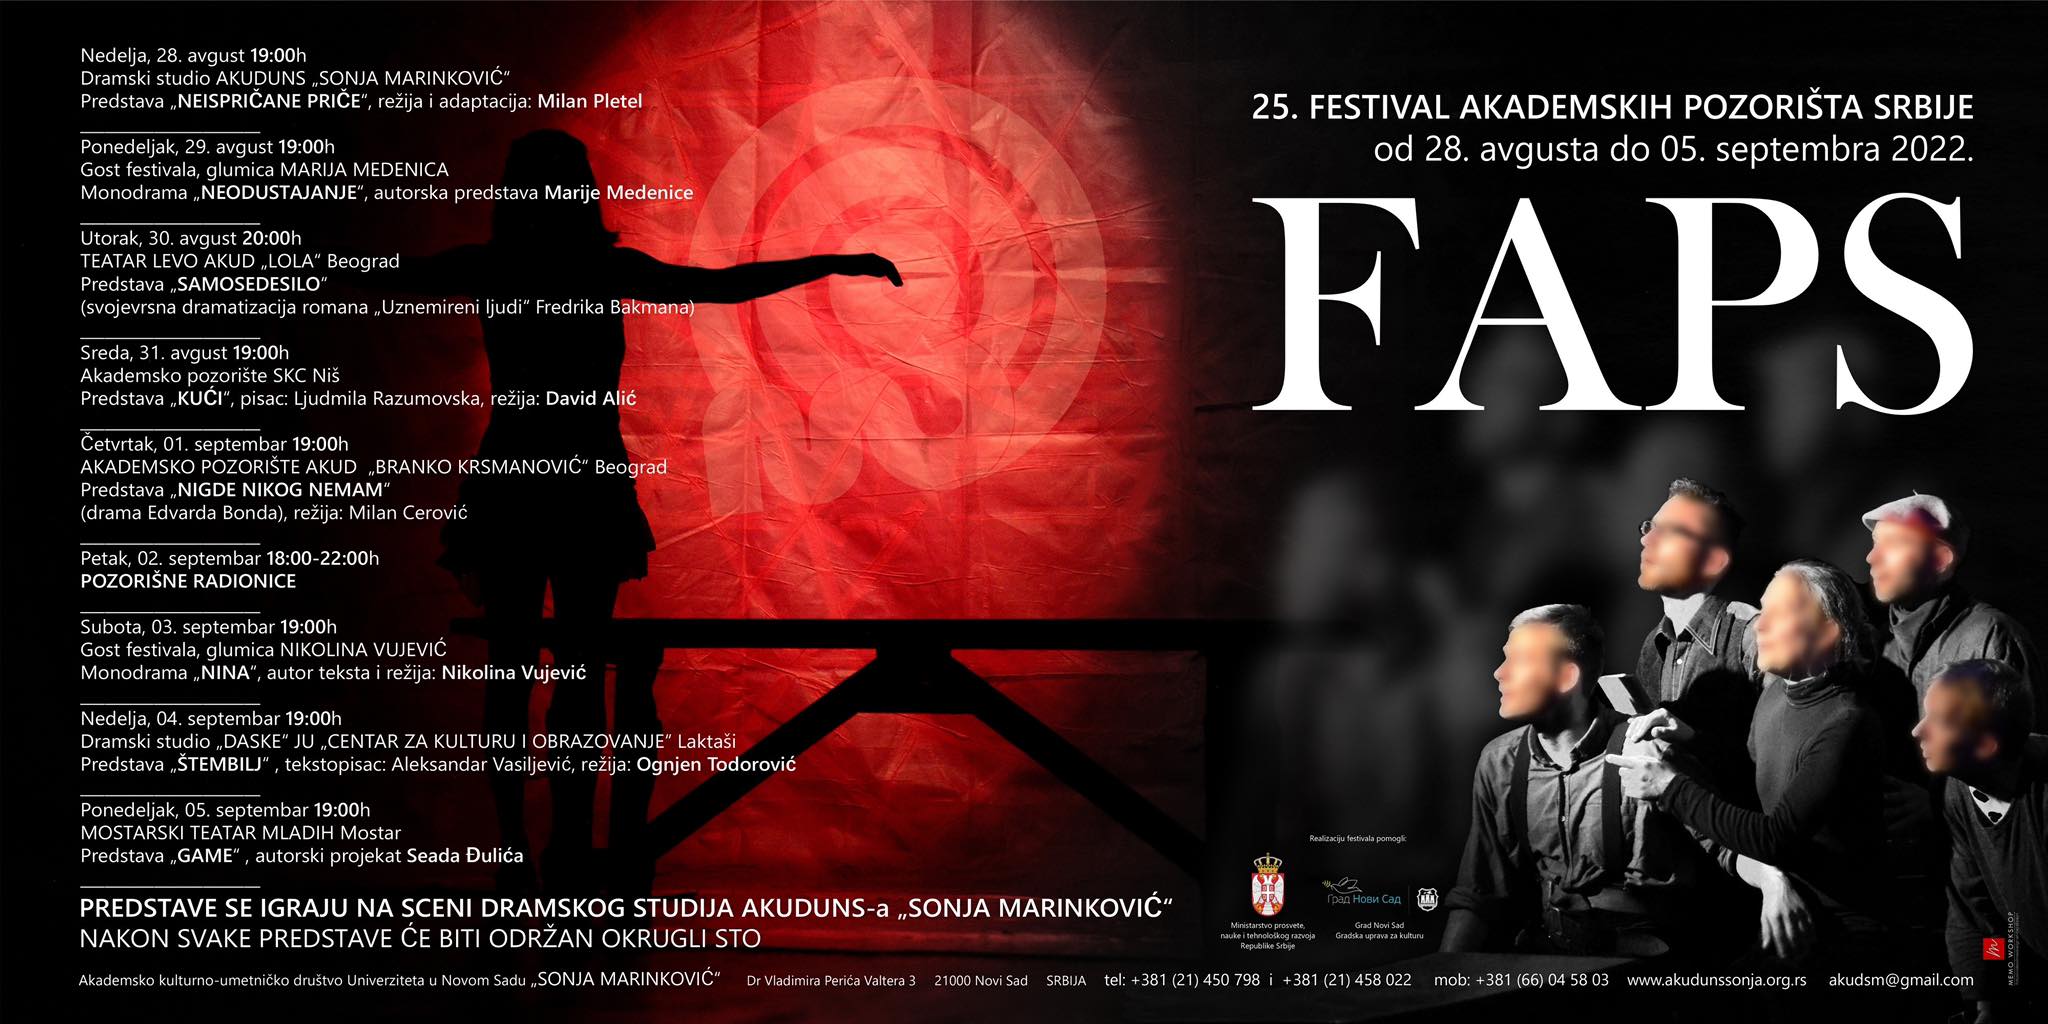 Nedelja, 28. avgust 19:00h
Dramski studio AKUDUNS „SONJA MARINKOVIĆ“
Predstava „NEISPRIČANE PRIČE“, režija i adaptacija: Milan Pletel
Ponedeljak, 29. avgust 19:00h
Gost festivala, glumica MARIJA MEDENICA
Monodrama „NEODUSTAJANJE“, autorska predstava Marije Medenice
Utorak, 30. avgust 20:00h
TEATAR LEVO AKUD „LOLA“ Beograd
Predstava „SAMOSEDESILO“
(svojevrsna dramatizacija romana „Uznemireni ljudi“ Fredrika Bakmana)
Sreda, 31. avgust 19:00h
Akademsko pozorište SKC Niš
Predstava „KUĆI“, pisac: Ljudmila Razumovska, režija: David Alić
Četvrtak, 01. septembar 19:00h
AKADEMSKO POZORIŠTE AKUD „BRANKO KRSMANOVIĆ“ Beograd
Predstava „NIGDE NIKOG NEMAM“
(drama Edvarda Bonda), režija: Milan Cerović
Petak, 02. septembar 18:00-22:00h
POZORIŠNE RADIONICE
Subota, 03. septembar 19:00h
Gost festivala, glumica NIKOLINA VUJEVIĆ
Monodrama „NINA“, autor teksta i režija: Nikolina Vujević
Nedelja, 04. septembar 19:00h
Dramski studio „DASKE“ JU „CENTAR ZA KULTURU I OBRAZOVANJE” Laktaši
Predstava „ŠTEMBILJ” , tekstopisac: Aleksandar Vasiljević, režija: Ognjen Todorović
Ponedeljak, 05. septembar 19:00h
MOSTARSKI TEATAR MLADIH Mostar
Predstava „GAME“ , autorski projekat Seada Đulića
PREDSTAVE SE IGRAJU NA SCENI DRAMSKOG STUDIJA AKUDUNS-a „SONJA MARINKOVIĆ“
NAKON SVAKE PREDSTAVE ĆE BITI ODRŽAN OKRUGLI STO
25. FESTIVAL AKADEMSKIH POZORIŠTA SRBIJE
od 28. avgusta do 05. septembra 2022.
FAPS
Realizaciju festivala pomogli:
Град Нови Сад
Ministarstvo prosvete,
nauke i tehnološkog razvoja
Republike Srbije
Grad Novi Sad
Gradska uprava za kulturu
MEMO WORKSHOP
Akademsko kulturno-umetničko društvo Univerziteta u Novom Sadu „SONJA MARINKOVIĆ“ Dr Vladimira Perića Valtera 3 21000 Novi Sad SRBIJA tel: +381 (21) 450 798 i +381 (21) 458 022 mob: +381 (66) 04 58 03 www.akudunssonja.org.rs akudsm@gmail.com